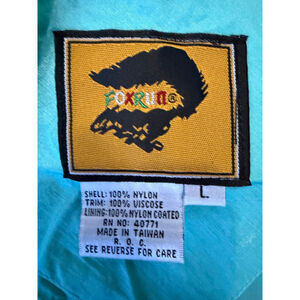 FOXRUN®
SHELL: 100% NYLON
TRIM: 100% VISCOSE
LINING: 100% NYLON COATED
RN NO: 40771
MADE IN TAIWAN
R. O. C.
SEE REVERSE FOR CARE
L